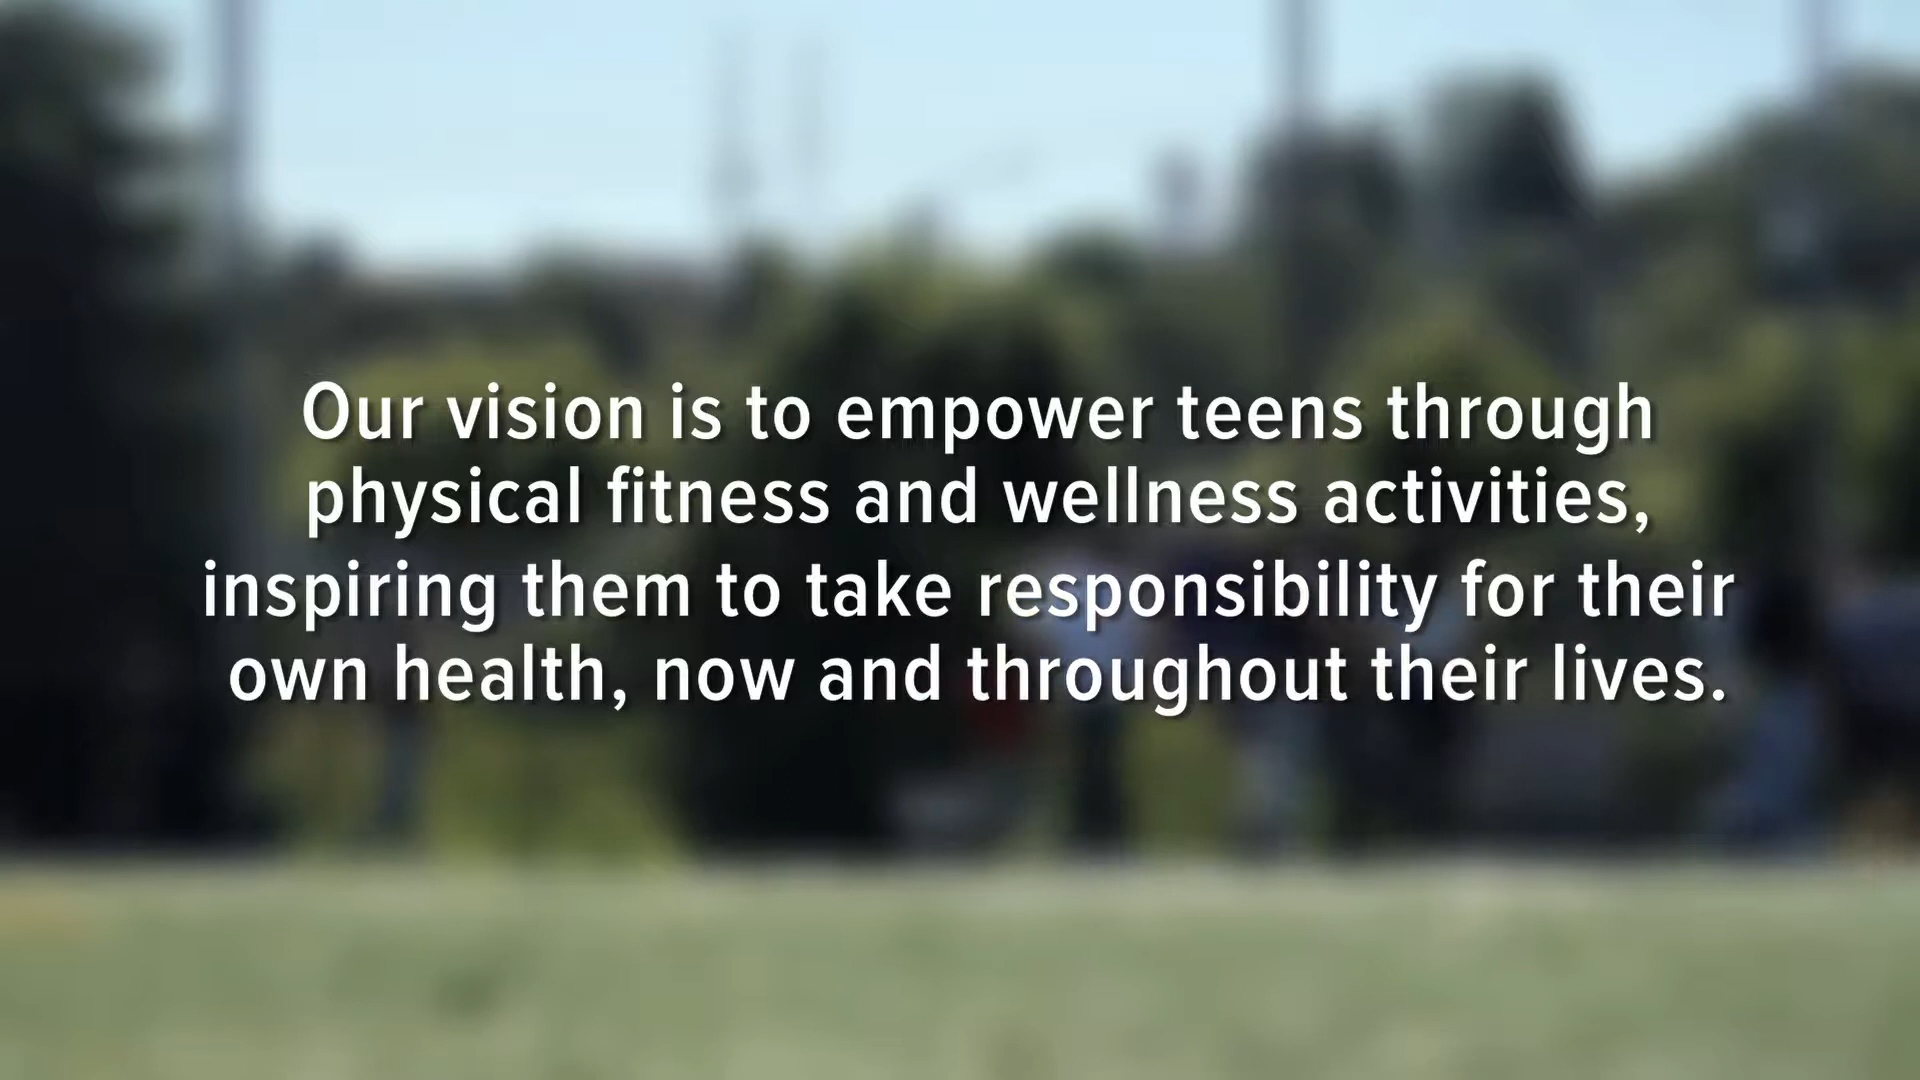 Our vision is to empower teens through
physical fitness and wellness activities,
inspiring them to take responsibility for their
own health, now and throughout their lives.